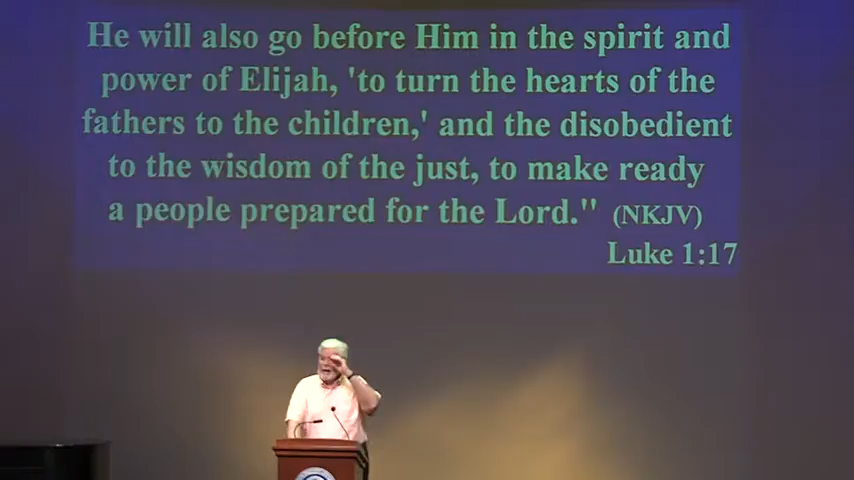 He will also go before Him in the spirit and
power of Elijah, 'to turn the hearts of the
fathers to the children,' and the disobedient
to the wisdom of the just, to make ready
a people prepared for the Lord." (NKJV)
Luke 1:17